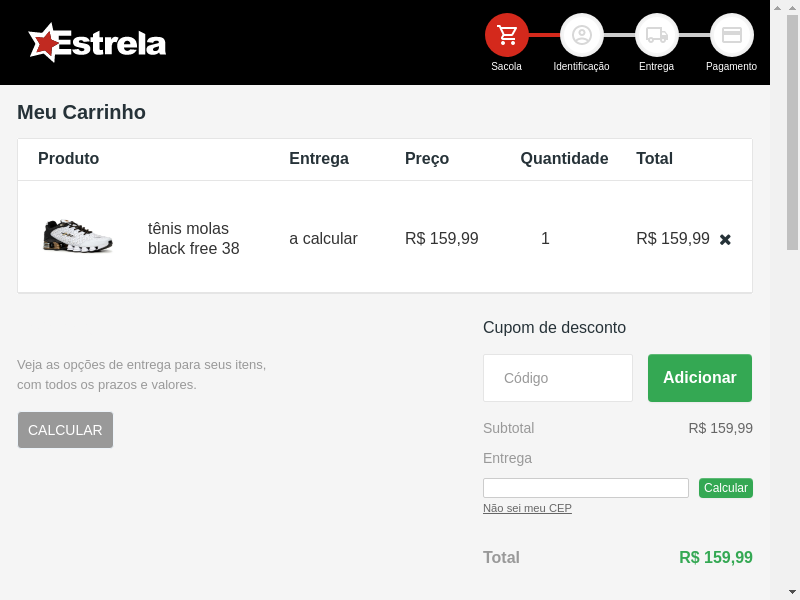 Estrela
Sacola
Identificação
Entrega
Pagamento
Meu Carrinho
Produto Entrega Preço Quantidade Total
tênis molas
black free 38
a calcular R$ 159,99 1 R$ 159,99 ✖
Cupom de desconto
Veja as opções de entrega para seus itens,
com todos os prazos e valores.
CALCULAR
Código Adicionar
Subtotal R$ 159,99
Entrega
Calcular
Não sei meu CEP
Total R$ 159,99